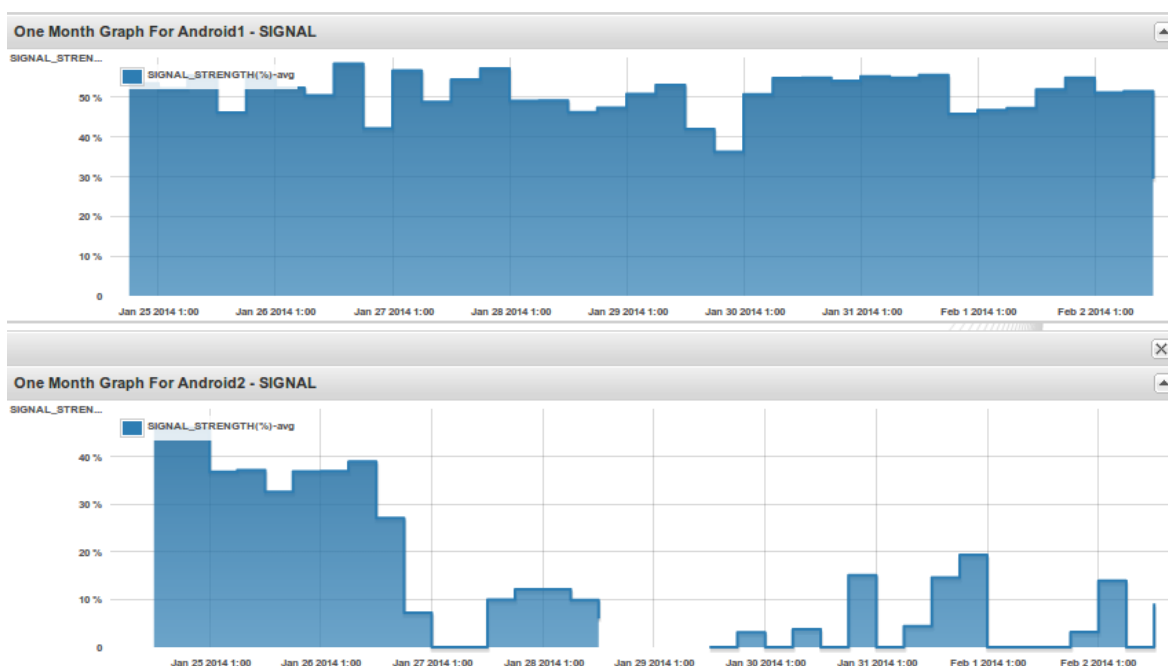 One Month Graph For Android1 - SIGNAL
SIGNAL_STREN...
SIGNAL_STRENGTH(%)-avg
50 %
40 %
30 %
20 %
10 %
0
Jan 25 2014 1:00 Jan 26 2014 1:00 Jan 27 2014 1:00 Jan 28 2014 1:00 Jan 29 2014 1:00 Jan 30 2014 1:00 Jan 31 2014 1:00 Feb 1 2014 1:00 Feb 2 2014 1:00
One Month Graph For Android2 - SIGNAL
SIGNAL_STREN...
SIGNAL_STRENGTH(%)-avg
40 %
30 %
20 %
10 %
0
Jan 25 2014 1:00 Jan 26 2014 1:00 Jan 27 2014 1:00 Jan 28 2014 1:00 Jan 29 2014 1:00 Jan 30 2014 1:00 Jan 31 2014 1:00 Feb 1 2014 1:00 Feb 2 2014 1:00